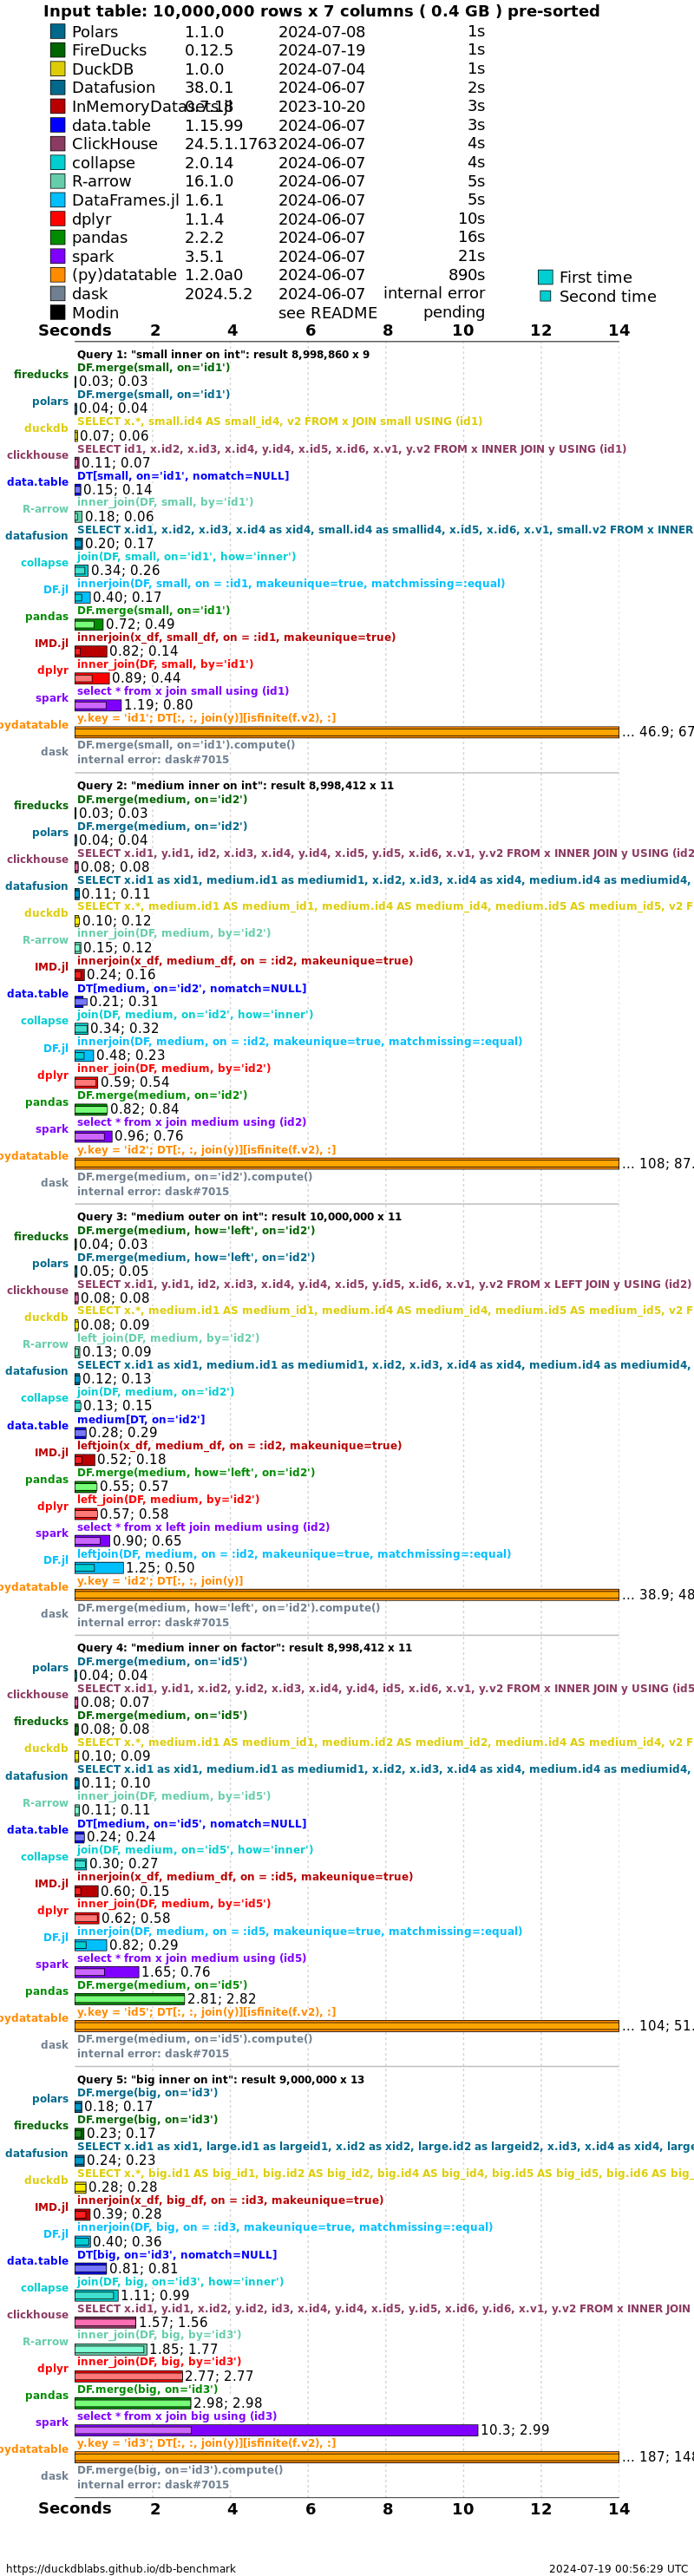 Input table: 10,000,000 rows x 7 columns ( 0.4 GB ) pre-sorted
Polars 1.1.0 2024-07-08 1s
FireDucks 0.12.5 2024-07-19 1s
DuckDB 1.0.0 2024-07-04 1s
Datafusion 38.0.1 2024-06-07 2s
InMemoryDatasets.jl 0.7.18 2023-10-20 3s
data.table 1.15.99 2024-06-07 3s
ClickHouse 24.5.1.1763 2024-06-07 4s
collapse 2.0.14 2024-06-07 4s
R-arrow 16.1.0 2024-06-07 5s
DataFrames.jl 1.6.1 2024-06-07 5s
dplyr 1.1.4 2024-06-07 10s
pandas 2.2.2 2024-06-07 16s
spark 3.5.1 2024-06-07 21s
(py)datatable 1.2.0a0 2024-06-07 890s
dask 2024.5.2 2024-06-07 internal error
Modin see README pending
First time
Second time
Seconds 2 4 6 8 10 12 14
Query 1: "small inner on int": result 8,998,860 x 9
fireducks DF.merge(small, on='id1')
0.03; 0.03
polars DF.merge(small, on='id1')
0.04; 0.04
duckdb SELECT x.*, small.id4 AS small_id4, v2 FROM x JOIN small USING (id1)
0.07; 0.06
clickhouse SELECT id1, x.id2, x.id3, x.id4, y.id4, x.id5, x.id6, x.v1, y.v2 FROM x INNER JOIN y USING (id1)
0.11; 0.07
data.table DT[small, on='id1', nomatch=NULL]
0.15; 0.14
R-arrow inner_join(DF, small, by='id1')
0.18; 0.06
datafusion SELECT x.id1, x.id2, x.id3, x.id4 as xid4, small.id4 as smallid4, x.id5, x.id6, x.v1, small.v2 FROM x INNER
0.20; 0.17
collapse join(DF, small, on='id1', how='inner')
0.34; 0.26
DF.jl innerjoin(DF, small, on = :id1, makeunique=true, matchmissing=:equal)
0.40; 0.17
pandas DF.merge(small, on='id1')
0.72; 0.49
IMD.jl innerjoin(x_df, small_df, on = :id1, makeunique=true)
0.82; 0.14
dplyr inner_join(DF, small, by='id1')
0.89; 0.44
spark select * from x join small using (id1)
1.19; 0.80
pydatatable y.key = 'id1'; DT[:, :, join(y)][isfinite(f.v2), :]
... 46.9; 67
dask DF.merge(small, on='id1').compute()
internal error: dask#7015
Query 2: "medium inner on int": result 8,998,412 x 11
fireducks DF.merge(medium, on='id2')
0.03; 0.03
polars DF.merge(medium, on='id2')
0.04; 0.04
clickhouse SELECT x.id1, y.id1, id2, x.id3, x.id4, y.id4, x.id5, y.id5, x.id6, x.v1, y.v2 FROM x INNER JOIN y USING (id2
0.08; 0.08
datafusion SELECT x.id1 as xid1, medium.id1 as mediumid1, x.id2, x.id3, x.id4 as xid4, medium.id4 as mediumid4,
0.11; 0.11
duckdb SELECT x.*, medium.id1 AS medium_id1, medium.id4 AS medium_id4, medium.id5 AS medium_id5, v2 F
0.10; 0.12
R-arrow inner_join(DF, medium, by='id2')
0.15; 0.12
IMD.jl innerjoin(x_df, medium_df, on = :id2, makeunique=true)
0.24; 0.16
data.table DT[medium, on='id2', nomatch=NULL]
0.21; 0.31
collapse join(DF, medium, on='id2', how='inner')
0.34; 0.32
DF.jl innerjoin(DF, medium, on = :id2, makeunique=true, matchmissing=:equal)
0.48; 0.23
dplyr inner_join(DF, medium, by='id2')
0.59; 0.54
pandas DF.merge(medium, on='id2')
0.82; 0.84
spark select * from x join medium using (id2)
0.96; 0.76
pydatatable y.key = 'id2'; DT[:, :, join(y)][isfinite(f.v2), :]
... 108; 87.
dask DF.merge(medium, on='id2').compute()
internal error: dask#7015
Query 3: "medium outer on int": result 10,000,000 x 11
fireducks DF.merge(medium, how='left', on='id2')
0.04; 0.03
polars DF.merge(medium, how='left', on='id2')
0.05; 0.05
clickhouse SELECT x.id1, y.id1, id2, x.id3, x.id4, y.id4, x.id5, y.id5, x.id6, x.v1, y.v2 FROM x LEFT JOIN y USING (id2)
0.08; 0.08
duckdb SELECT x.*, medium.id1 AS medium_id1, medium.id4 AS medium_id4, medium.id5 AS medium_id5, v2 F
0.08; 0.09
R-arrow left_join(DF, medium, by='id2')
0.13; 0.09
datafusion SELECT x.id1 as xid1, medium.id1 as mediumid1, x.id2, x.id3, x.id4 as xid4, medium.id4 as mediumid4,
0.12; 0.13
collapse join(DF, medium, on='id2')
0.13; 0.15
data.table medium[DT, on='id2']
0.28; 0.29
IMD.jl leftjoin(x_df, medium_df, on = :id2, makeunique=true)
0.52; 0.18
pandas DF.merge(medium, how='left', on='id2')
0.55; 0.57
dplyr left_join(DF, medium, by='id2')
0.57; 0.58
spark select * from x left join medium using (id2)
0.90; 0.65
DF.jl leftjoin(DF, medium, on = :id2, makeunique=true, matchmissing=:equal)
1.25; 0.50
pydatatable y.key = 'id2'; DT[:, :, join(y)]
... 38.9; 48
dask DF.merge(medium, how='left', on='id2').compute()
internal error: dask#7015
Query 4: "medium inner on factor": result 8,998,412 x 11
polars DF.merge(medium, on='id5')
0.04; 0.04
clickhouse SELECT x.id1, y.id1, x.id2, y.id2, x.id3, x.id4, y.id4, id5, x.id6, x.v1, y.v2 FROM x INNER JOIN y USING (id5
0.08; 0.07
fireducks DF.merge(medium, on='id5')
0.08; 0.08
duckdb SELECT x.*, medium.id1 AS medium_id1, medium.id2 AS medium_id2, medium.id4 AS medium_id4, v2 F
0.10; 0.09
datafusion SELECT x.id1 as xid1, medium.id1 as mediumid1, x.id2, x.id3, x.id4 as xid4, medium.id4 as mediumid4,
0.11; 0.10
R-arrow inner_join(DF, medium, by='id5')
0.11; 0.11
data.table DT[medium, on='id5', nomatch=NULL]
0.24; 0.24
collapse join(DF, medium, on='id5', how='inner')
0.30; 0.27
IMD.jl innerjoin(x_df, medium_df, on = :id5, makeunique=true)
0.60; 0.15
dplyr inner_join(DF, medium, by='id5')
0.62; 0.58
DF.jl innerjoin(DF, medium, on = :id5, makeunique=true, matchmissing=:equal)
0.82; 0.29
spark select * from x join medium using (id5)
1.65; 0.76
pandas DF.merge(medium, on='id5')
2.81; 2.82
pydatatable y.key = 'id5'; DT[:, :, join(y)][isfinite(f.v2), :]
... 104; 51.
dask DF.merge(medium, on='id5').compute()
internal error: dask#7015
Query 5: "big inner on int": result 9,000,000 x 13
polars DF.merge(big, on='id3')
0.18; 0.17
fireducks DF.merge(big, on='id3')
0.23; 0.17
datafusion SELECT x.id1 as xid1, large.id1 as largeid1, x.id2 as xid2, large.id2 as largeid2, x.id3, x.id4 as xid4, large
0.24; 0.23
duckdb SELECT x.*, big.id1 AS big_id1, big.id2 AS big_id2, big.id4 AS big_id4, big.id5 AS big_id5, big.id6 AS big_
0.28; 0.28
IMD.jl innerjoin(x_df, big_df, on = :id3, makeunique=true)
0.39; 0.28
DF.jl innerjoin(DF, big, on = :id3, makeunique=true, matchmissing=:equal)
0.40; 0.36
data.table DT[big, on='id3', nomatch=NULL]
0.81; 0.81
collapse join(DF, big, on='id3', how='inner')
1.11; 0.99
clickhouse SELECT x.id1, y.id1, x.id2, y.id2, id3, x.id4, y.id4, x.id5, y.id5, x.id6, y.id6, x.v1, y.v2 FROM x INNER JOIN
1.57; 1.56
R-arrow inner_join(DF, big, by='id3')
1.85; 1.77
dplyr inner_join(DF, big, by='id3')
2.77; 2.77
pandas DF.merge(big, on='id3')
2.98; 2.98
spark select * from x join big using (id3)
10.3; 2.99
pydatatable y.key = 'id3'; DT[:, :, join(y)][isfinite(f.v2), :]
... 187; 148
dask DF.merge(big, on='id3').compute()
internal error: dask#7015
Seconds 2 4 6 8 10 12 14
https://duckdblabs.github.io/db-benchmark 2024-07-19 00:56:29 UTC